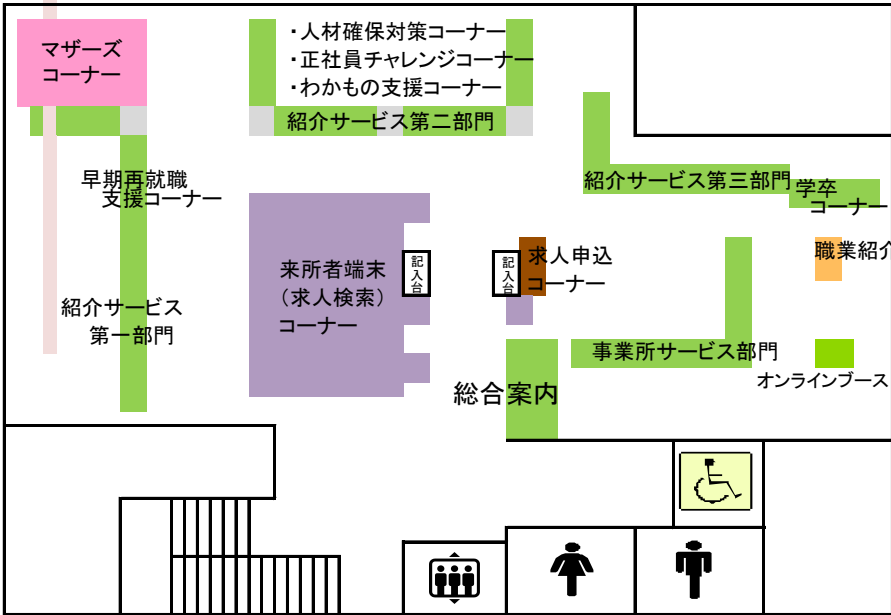 マザーズ
コーナー
・人材確保対策コーナー
・正社員チャレンジコーナー
・わかもの支援コーナー
紹介サービス第二部門
早期再就職
支援コーナー
紹介サービス第三部門
学卒
コーナー
来所者端末
（求人検索）
コーナー
記入台
記入台
求人申込
コーナー
職業紹介
紹介サービス
第一部門
事業所サービス部門
オンラインブース
総合案内